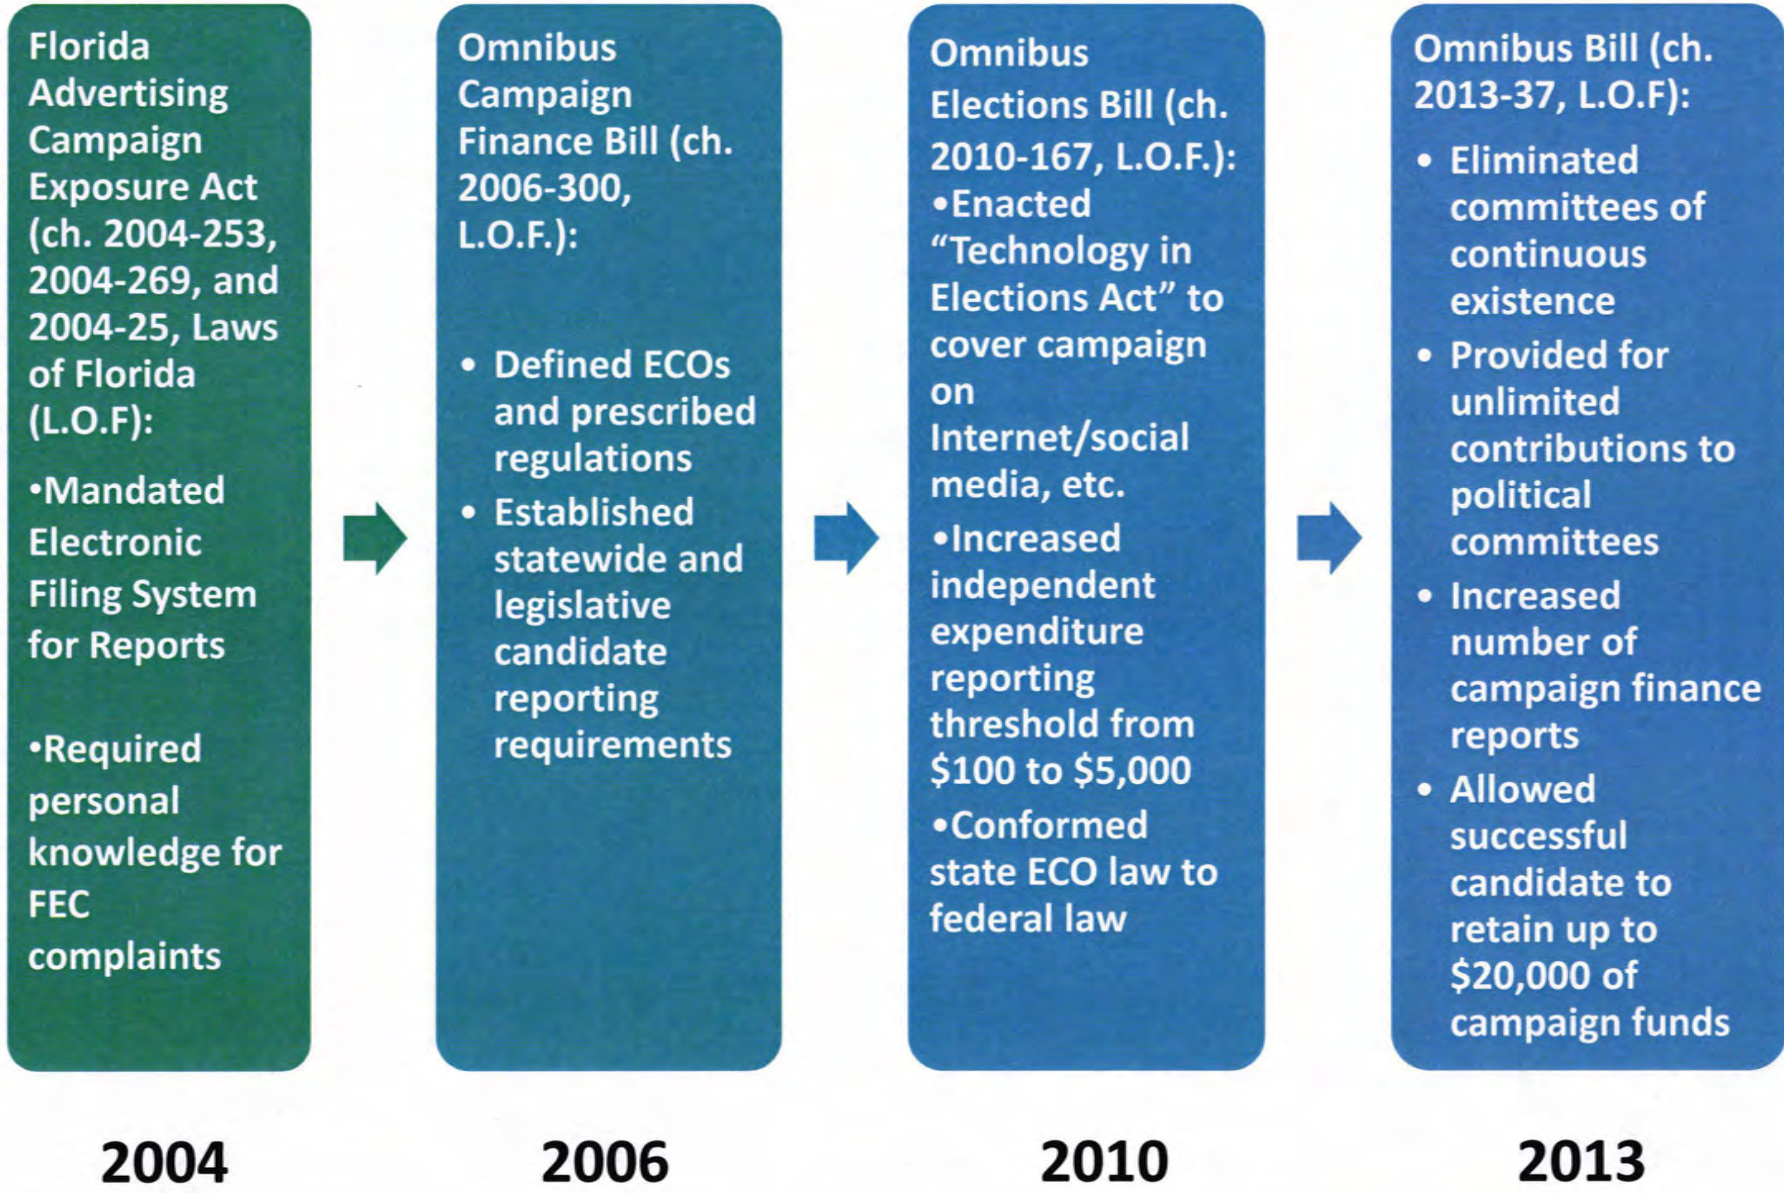 Florida
Advertising
Campaign
Exposure Act
(ch. 2004-253,
2004-269, and
2004-25, Laws
of Florida
(L.O.F):
•Mandated
Electronic
Filing System
for Reports
•Required
personal
knowledge for
FEC
complaints
2004
Omnibus
Campaign
Finance Bill (ch.
2006-300,
L.O.F.):
• Defined ECOs
and prescribed
regulations
• Established
statewide and
legislative
candidate
reporting
requirements
2006
Omnibus
Elections Bill (ch.
2010-167, L.O.F.):
•Enacted
“Technology in
Elections Act” to
cover campaign
on
Internet/social
media, etc.
•Increased
independent
expenditure
reporting
threshold from
$100 to $5,000
•Conformed
state ECO law to
federal law
2010
Omnibus Bill (ch.
2013-37, L.O.F):
• Eliminated
committees of
continuous
existence
• Provided for
unlimited
contributions to
political
committees
• Increased
number of
campaign finance
reports
• Allowed
successful
candidate to
retain up to
$20,000 of
campaign funds
2013